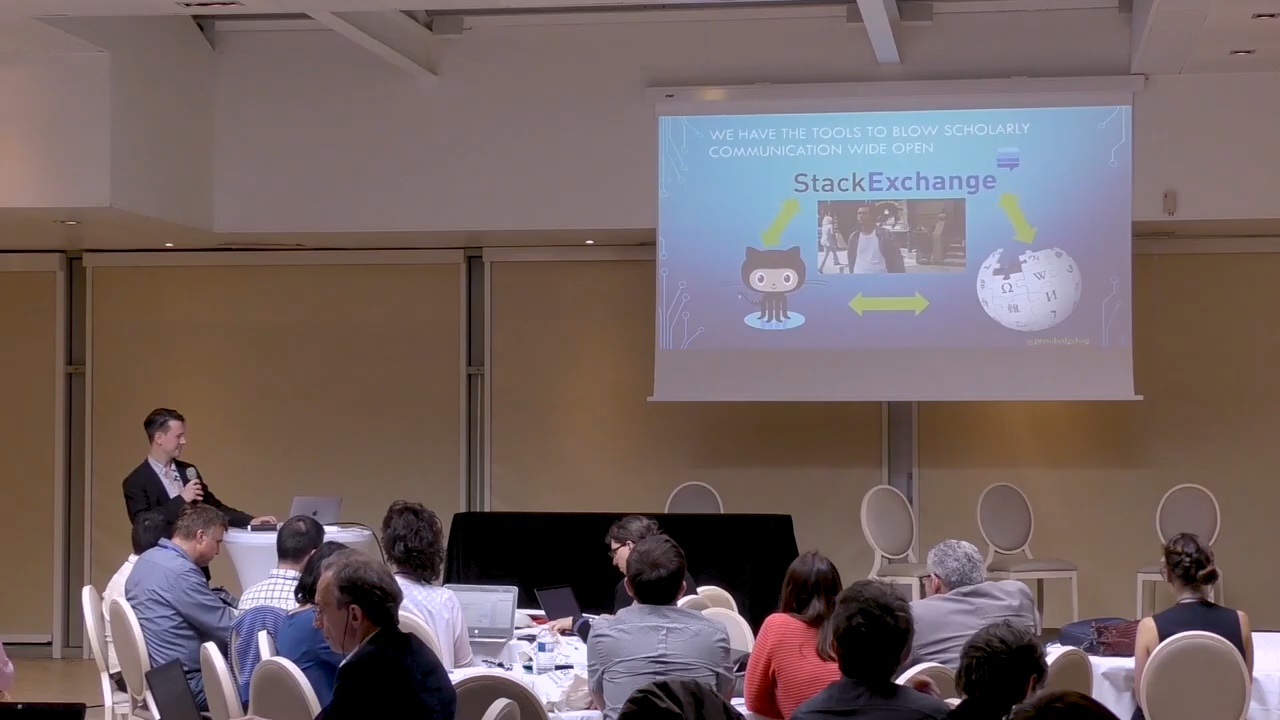 WE HAVE THE TOOLS TO BLOW SCHOLARLY
COMMUNICATION WIDE OPEN
StackExchange
Ω W И